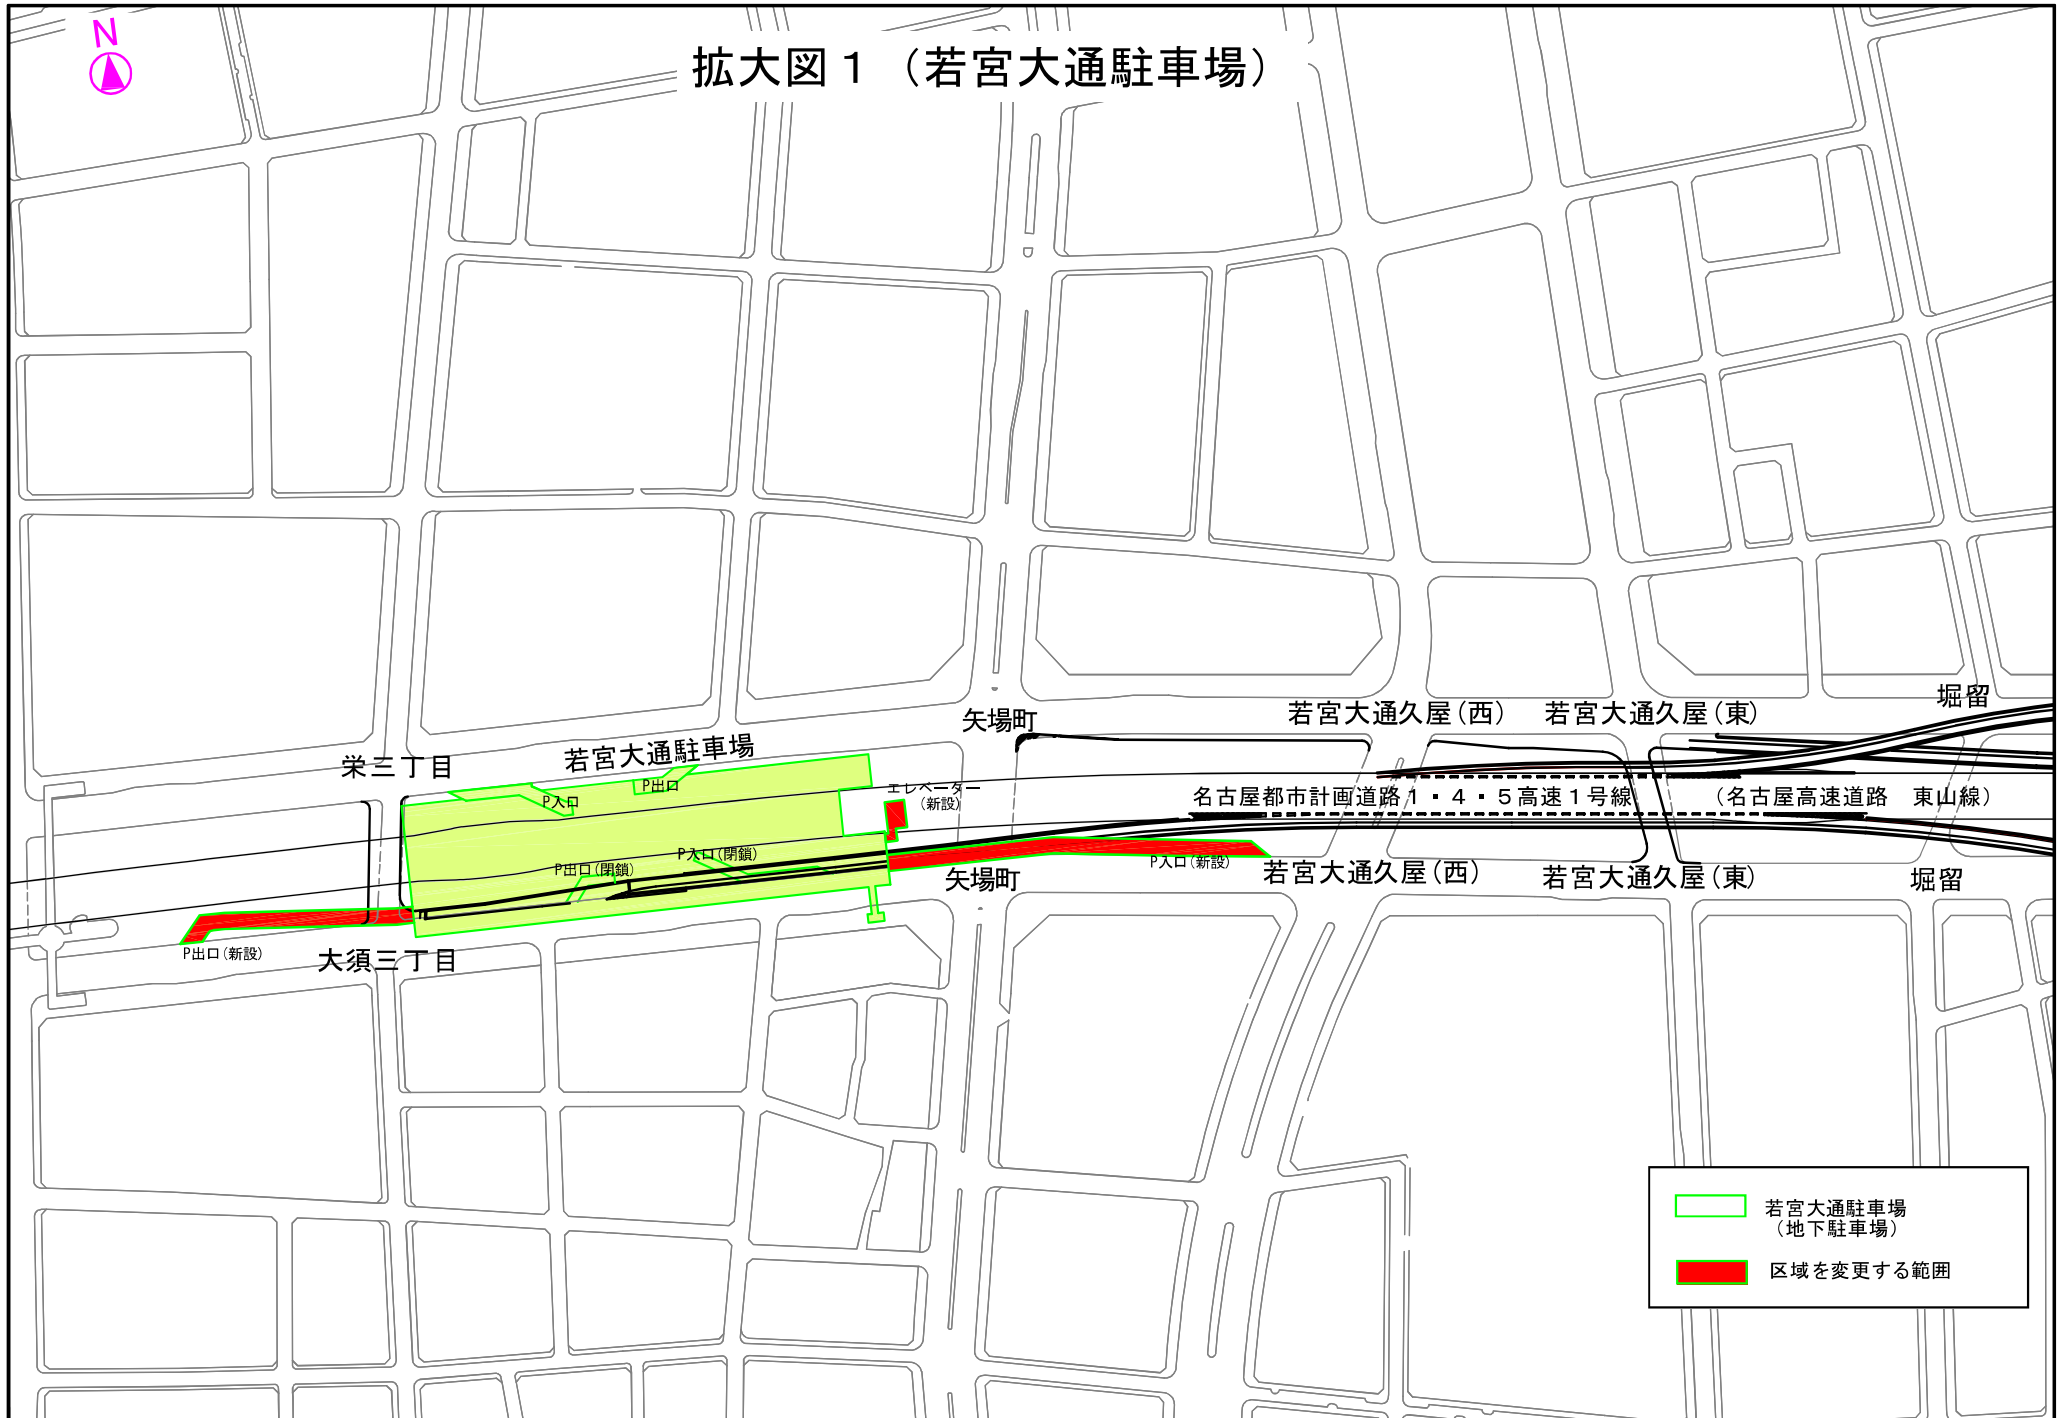 N
拡大図１（若宮大通駐車場）
堀留
矢場町
若宮大通久屋(西)
若宮大通久屋(東)
若宮大通駐車場
栄三丁目
P出口
P入口
エレベーター
（新設）
名古屋都市計画道路１・４・５高速１号線
（名古屋高速道路　東山線）
P入口(閉鎖)
P出口(閉鎖)
P入口(新設)
矢場町
若宮大通久屋(西)
若宮大通久屋(東)
堀留
P出口(新設)
大須三丁目
若宮大通駐車場
（地下駐車場）
区域を変更する範囲